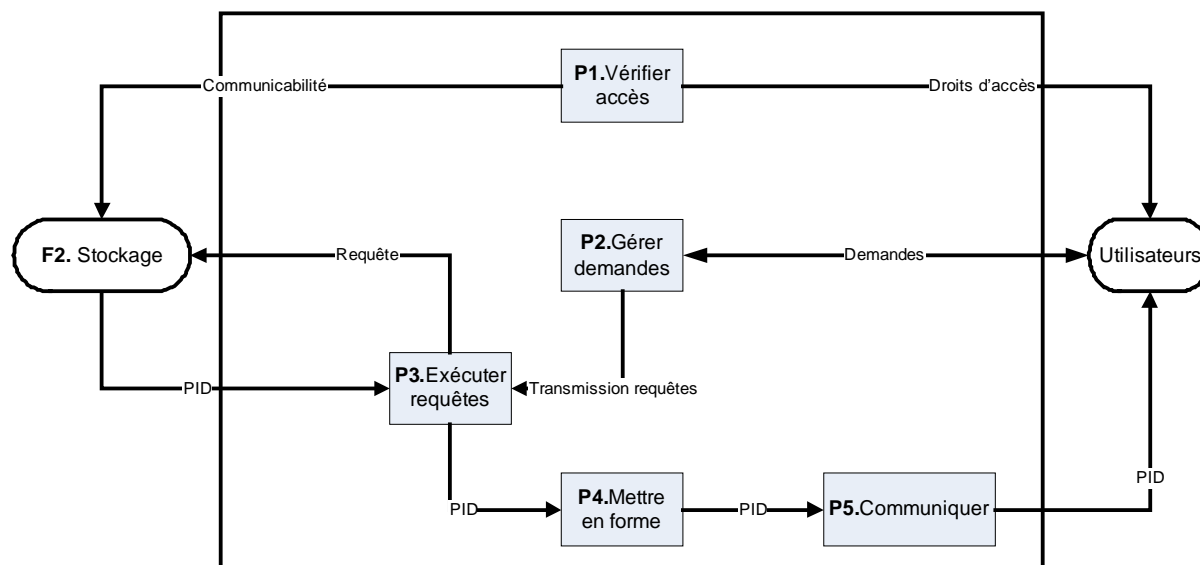 P1.Vérifier
accès
Communicabilité
Droits d'accès
F2. Stockage
Requête
P2.Gérer
demandes
Demandes
Utilisateurs
PID
P3.Exécuter
requêtes
Transmission requêtes
PID
P4.Mettre
en forme
PID
P5.Communiquer
PID